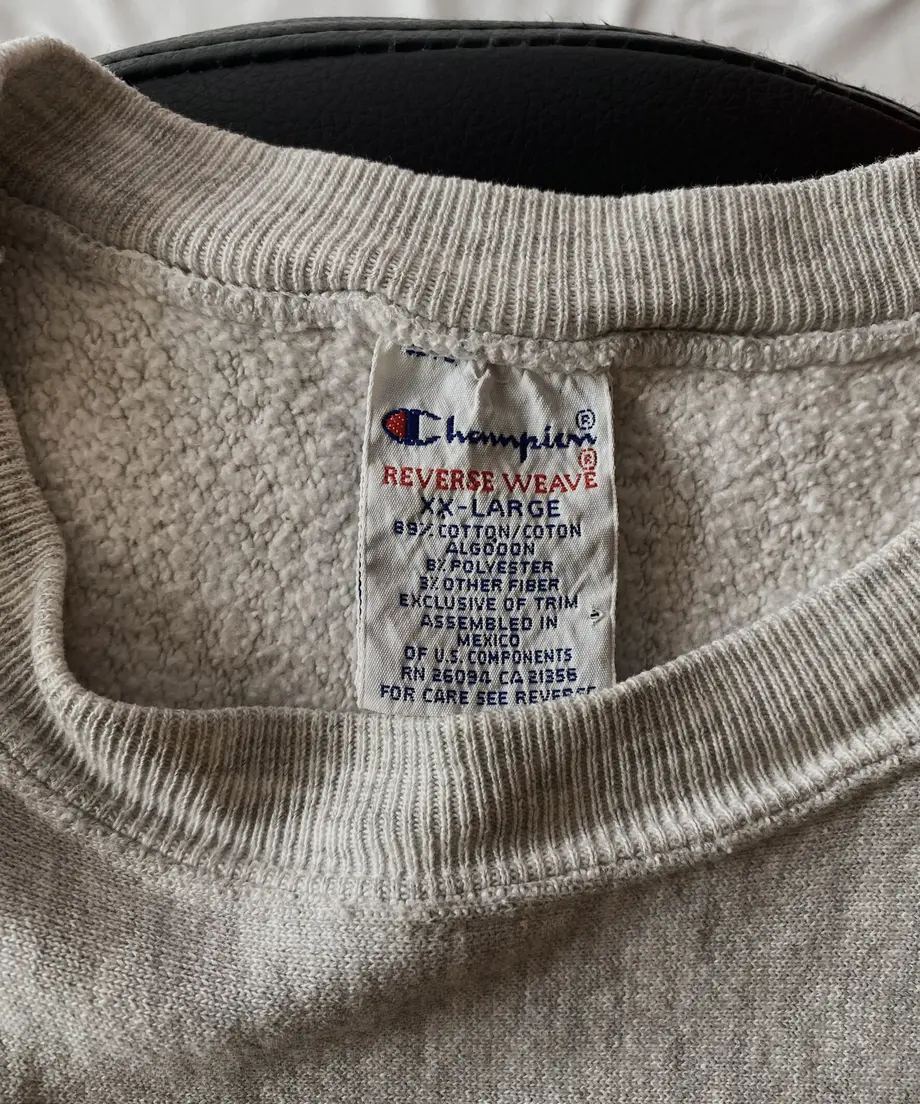 Champion®
REVERSE WEAVE®
XX-LARGE
89% COTTON/COTON
ALGODON
8% POLYESTER
3% OTHER FIBER
EXCLUSIVE OF TRIM
ASSEMBLED IN
MEXICO
OF U.S. COMPONENTS
RN 26094 CA 21356
FOR CARE SEE REVERSE